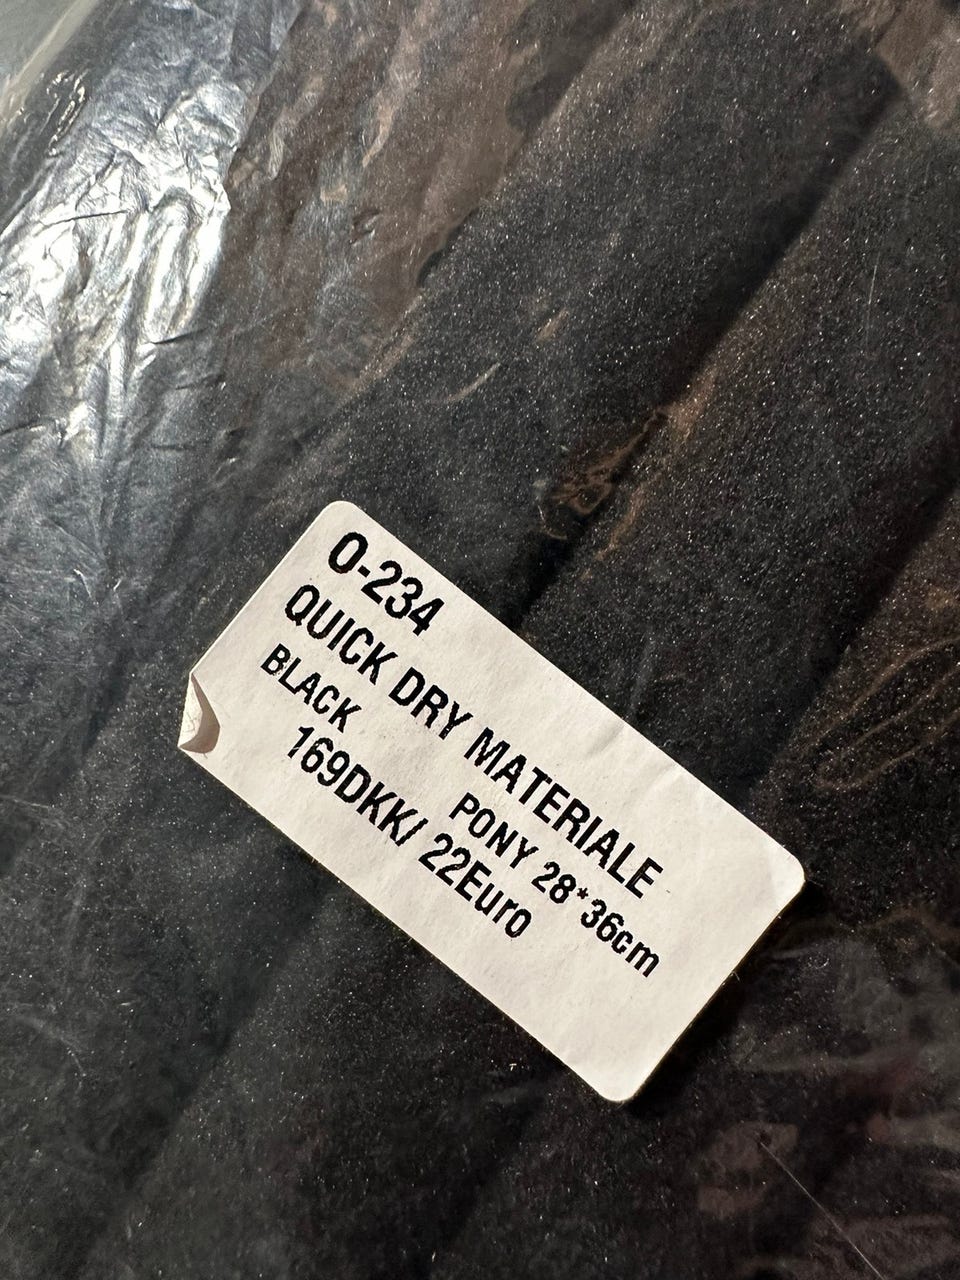 O-234
QUICK DRY MATERIALE
BLACK PONY 28*36cm
169DKK/ 22Euro